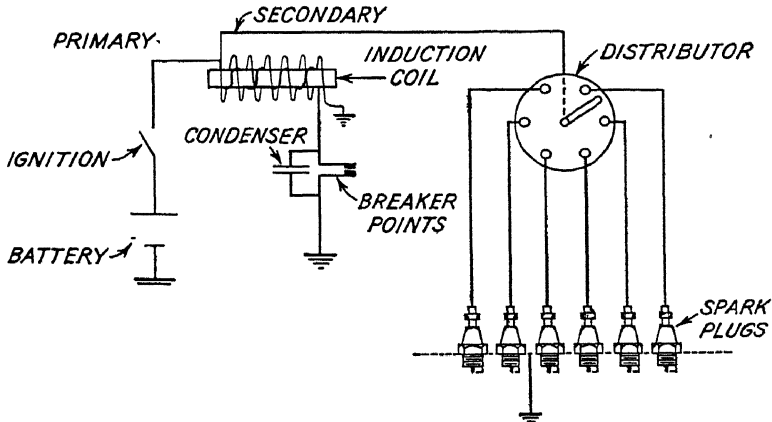 SECONDARY
PRIMARY
INDUCTION
COIL
DISTRIBUTOR
CONDENSER
IGNITION
BREAKER
POINTS
BATTERY
SPARK
PLUGS